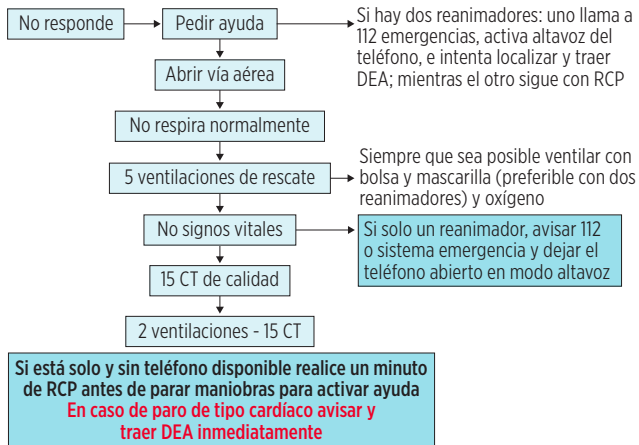 No responde
Pedir ayuda
Si hay dos reanimadores: uno llama a
112 emergencias, activa altavoz del
teléfono, e intenta localizar y traer
DEA; mientras el otro sigue con RCP
Abrir vía aérea
No respira normalmente
5 ventilaciones de rescate
Siempre que sea posible ventilar con
bolsa y mascarilla (preferible con dos
reanimadores) y oxígeno
No signos vitales
Si solo un reanimador, avisar 112
o sistema emergencia y dejar el
teléfono abierto en modo altavoz
15 CT de calidad
2 ventilaciones - 15 CT
Si está solo y sin teléfono disponible realice un minuto
de RCP antes de parar maniobras para activar ayuda
En caso de paro de tipo cardíaco avisar y
traer DEA inmediatamente